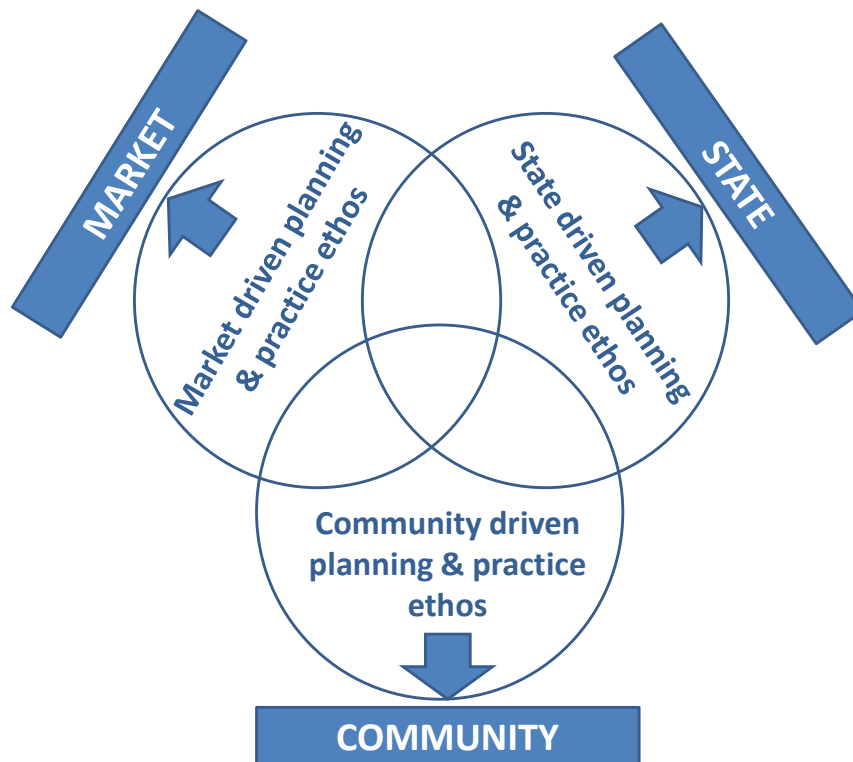 MARKET
STATE
Market driven planning
& practice ethos
State driven planning
& practice ethos
Community driven
planning & practice
ethos
COMMUNITY